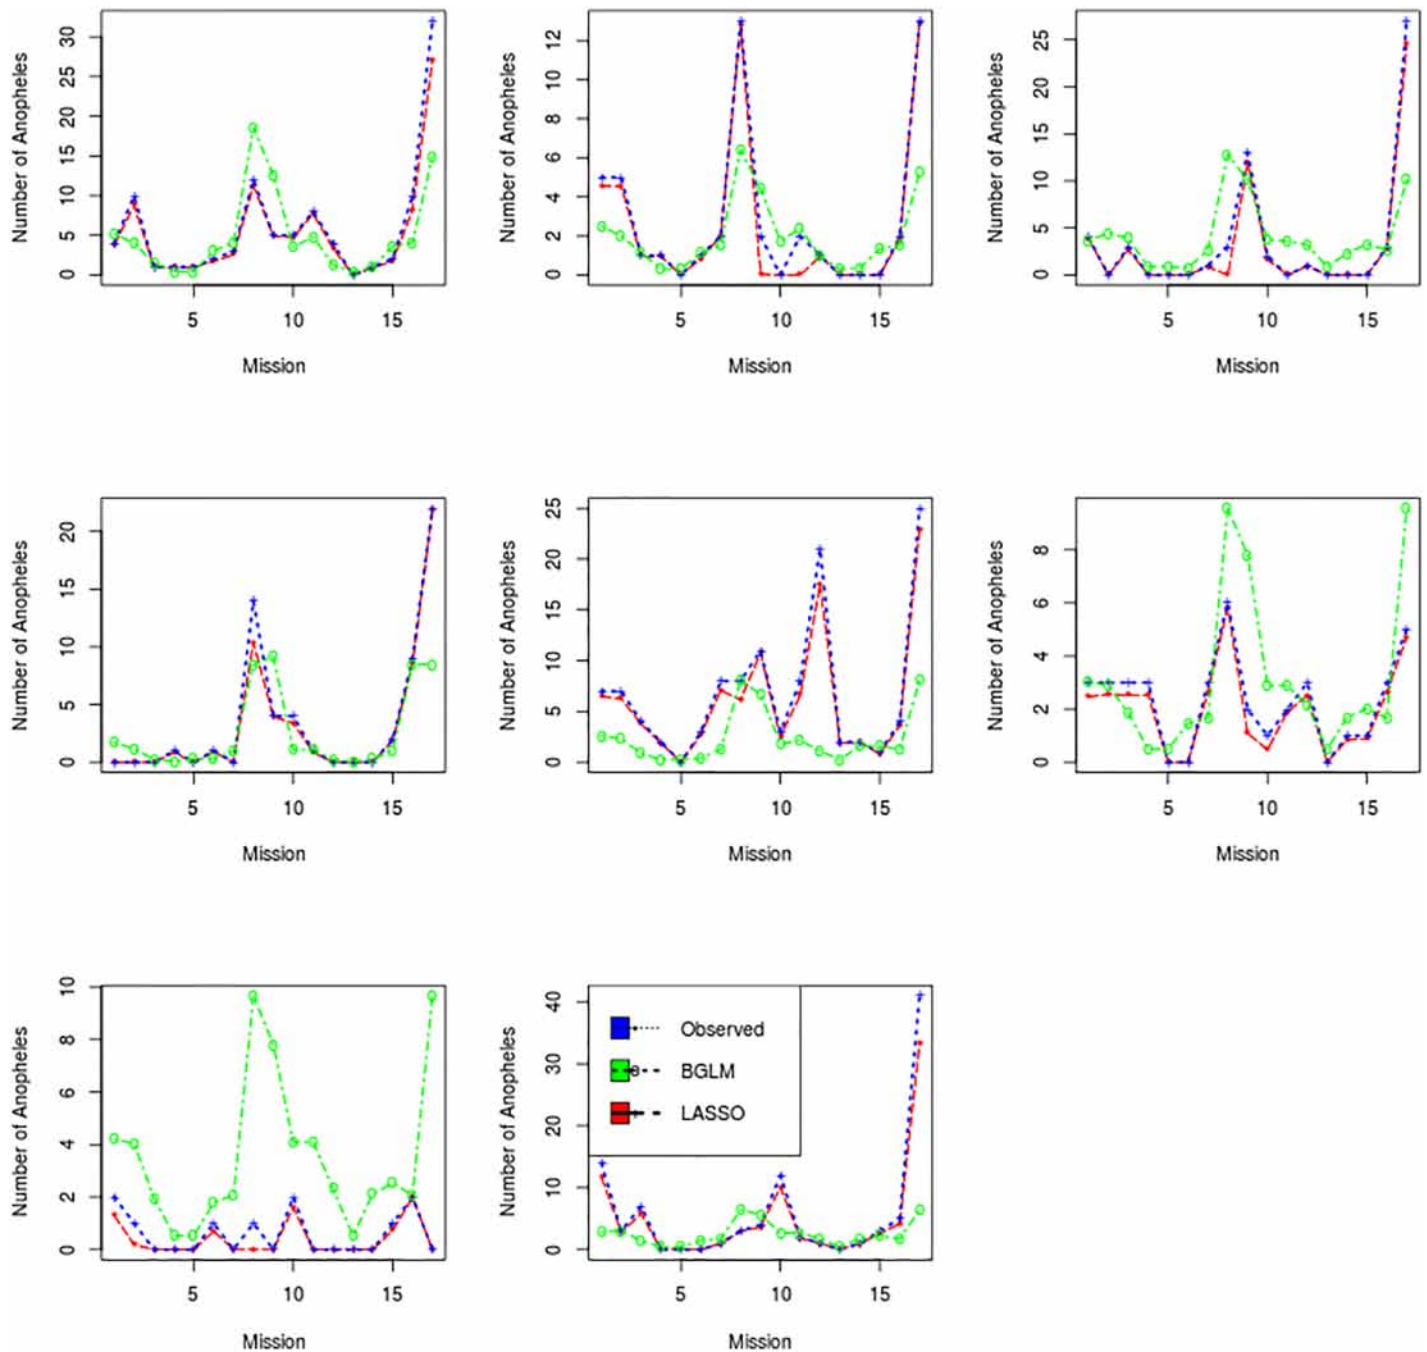 Number of Anopheles
0 5 10 15 20 25 30
5 10 15
Mission
Number of Anopheles
0 2 4 6 8 10 12
5 10 15
Mission
Number of Anopheles
0 5 10 15 20 25
5 10 15
Mission
Number of Anopheles
0 5 10 15 20
5 10 15
Mission
Number of Anopheles
0 5 10 15 20 25
5 10 15
Mission
Number of Anopheles
0 2 4 6 8
5 10 15
Mission
Number of Anopheles
0 2 4 6 8 10
5 10 15
Mission
Number of Anopheles
0 10 20 30 40
Observed
BGLM
LASSO
5 10 15
Mission